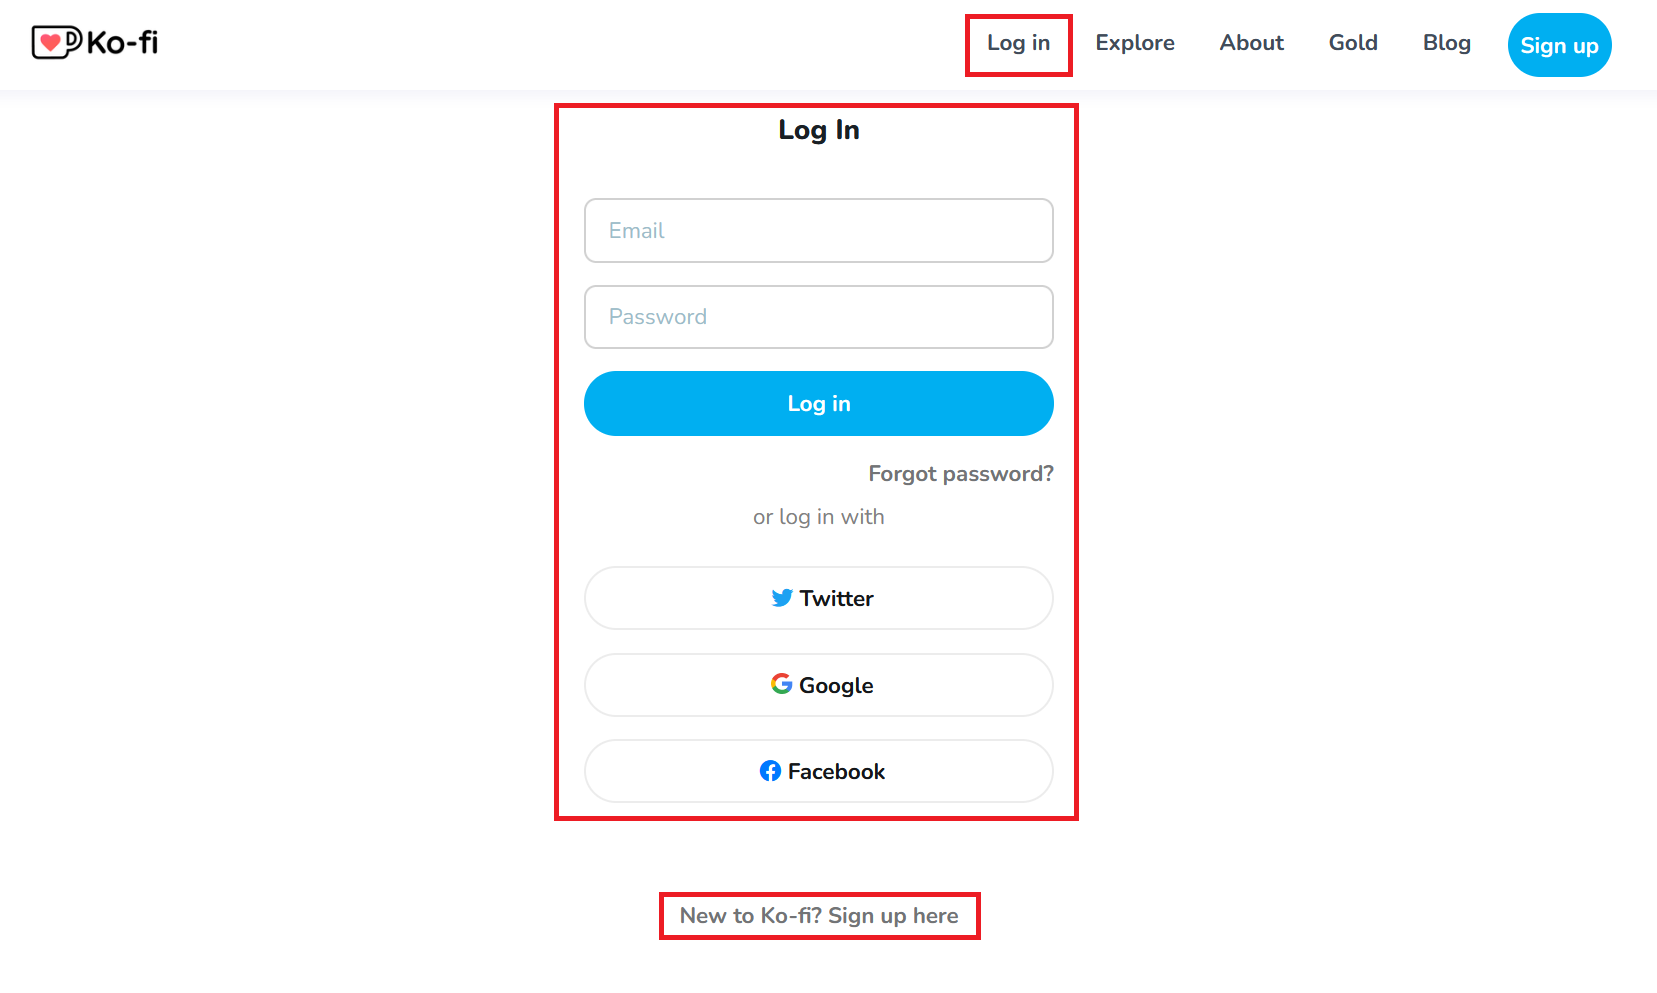 Ko-fi
Log in Explore About Gold Blog Sign up
Log In
Email
Password
Log in
Forgot password?
or log in with
Twitter
Google
Facebook
New to Ko-fi? Sign up here